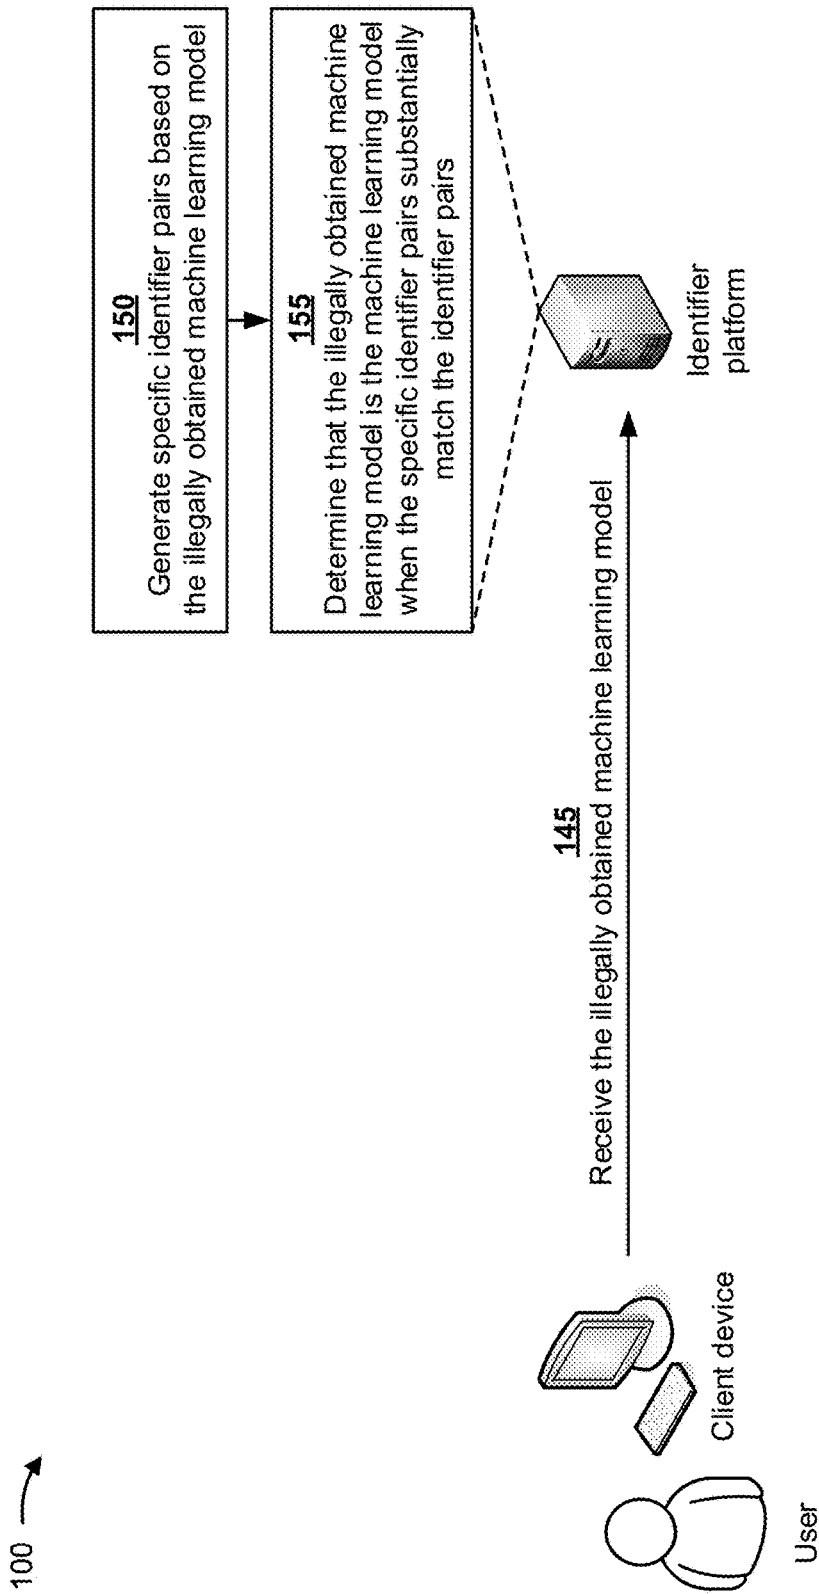 100
150
Generate specific identifier pairs based on
the illegally obtained machine learning model
155
Determine that the illegally obtained machine
learning model is the machine learning model
when the specific identifier pairs substantially
match the identifier pairs
145
Receive the illegally obtained machine learning model
User
Client device
Identifier
platform